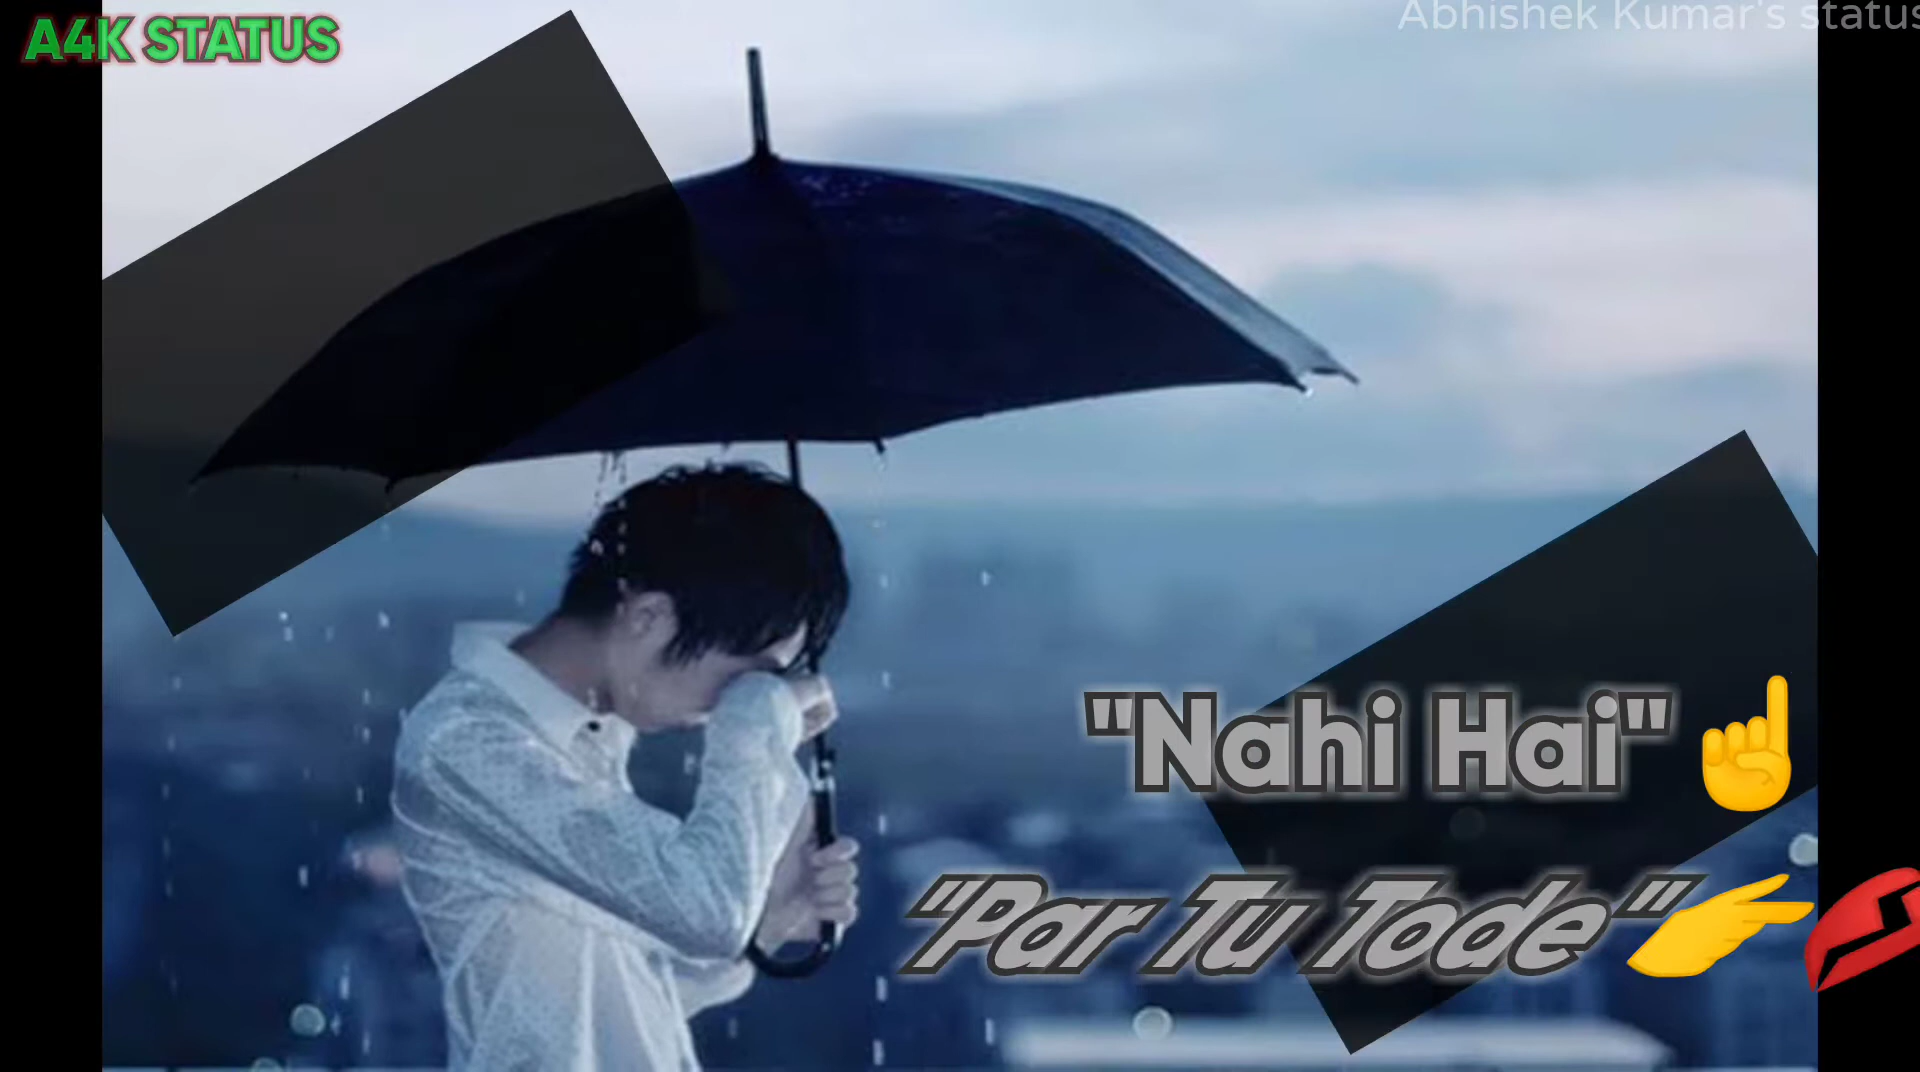 A4K STATUS
Abhishek Kumar's status
"Nahi Hai"☝
"Par Tu Tode"